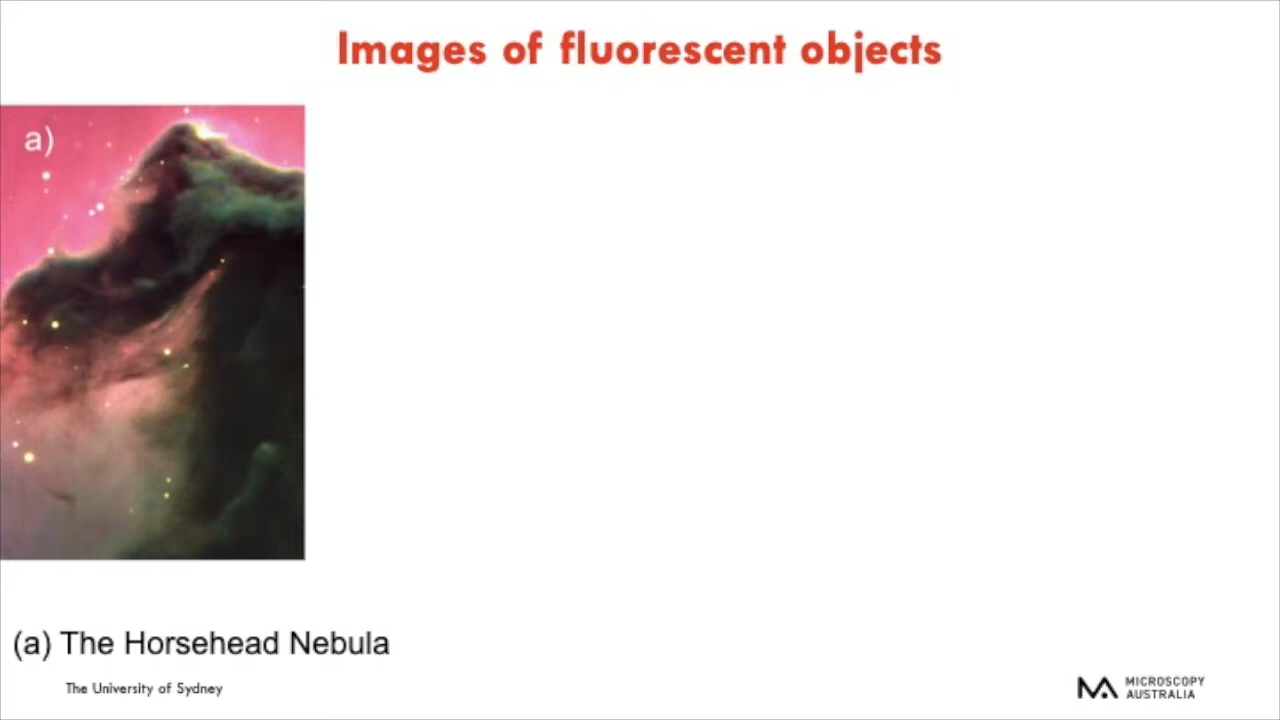 Images of fluorescent objects
a)
(a) The Horsehead Nebula
The University of Sydney
MICROSCOPY
AUSTRALIA